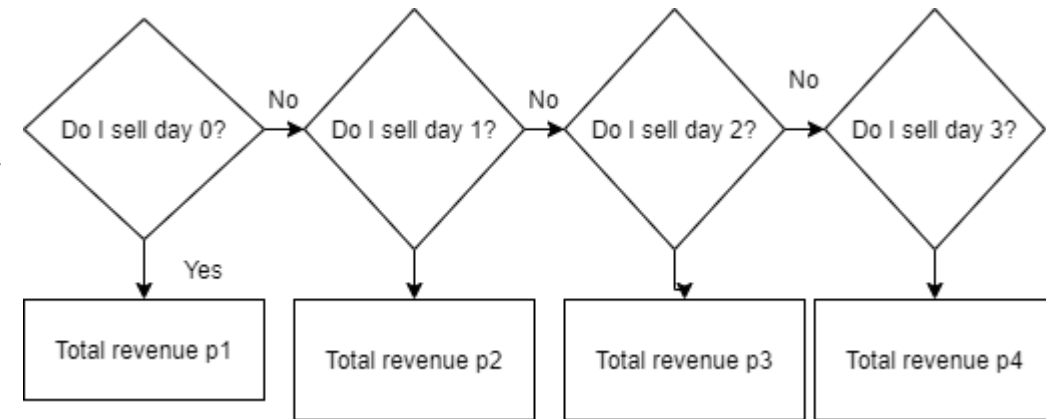 No
No
No
Do I sell day 0?
Do I sell day 1?
Do I sell day 2?
Do I sell day 3?
Yes
Total revenue p1
Total revenue p2
Total revenue p3
Total revenue p4